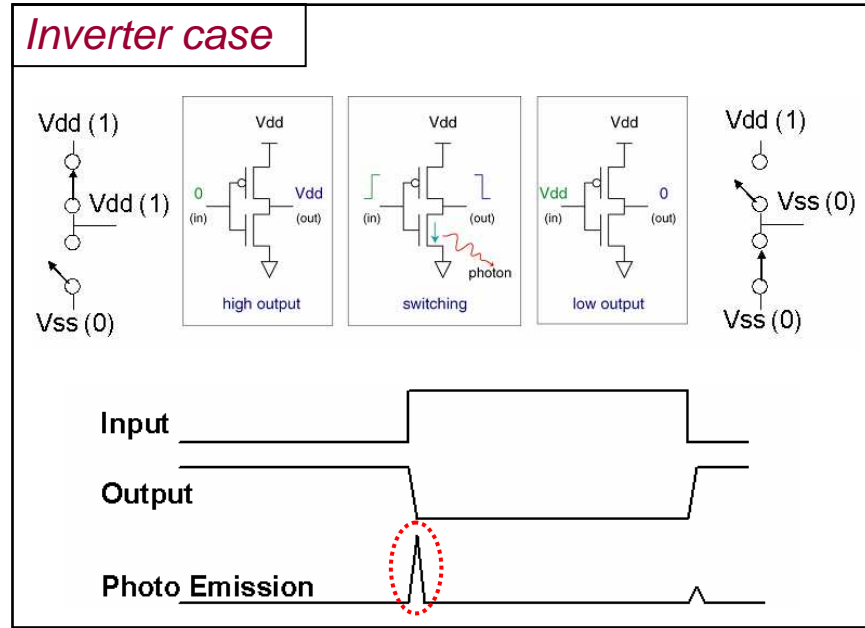 Inverter case
Vdd (1)
Vdd (1)
Vss (0)
Vdd
0
(in)
Vdd
(out)
high output
Vdd
(in)
(out)
photon
switching
Vdd
Vdd
(in)
0
(out)
low output
Vdd (1)
Vss (0)
Vss (0)
Input
Output
Photo Emission